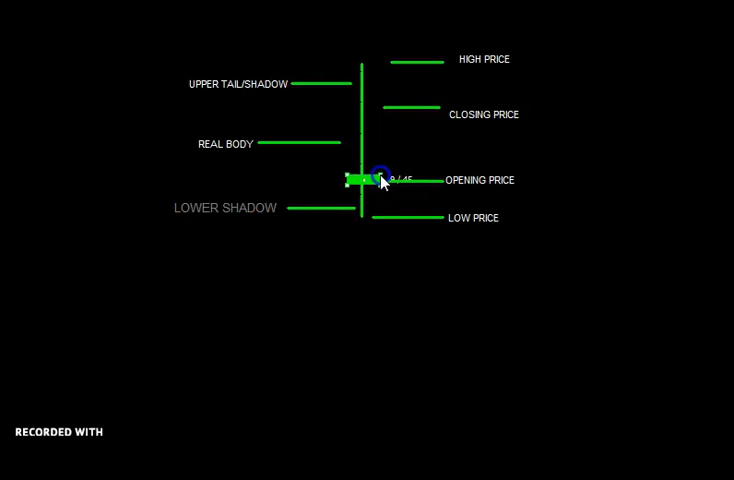 HIGH PRICE
UPPER TAIL/SHADOW
CLOSING PRICE
REAL BODY
OPENING PRICE
LOWER SHADOW
LOW PRICE
RECORDED WITH